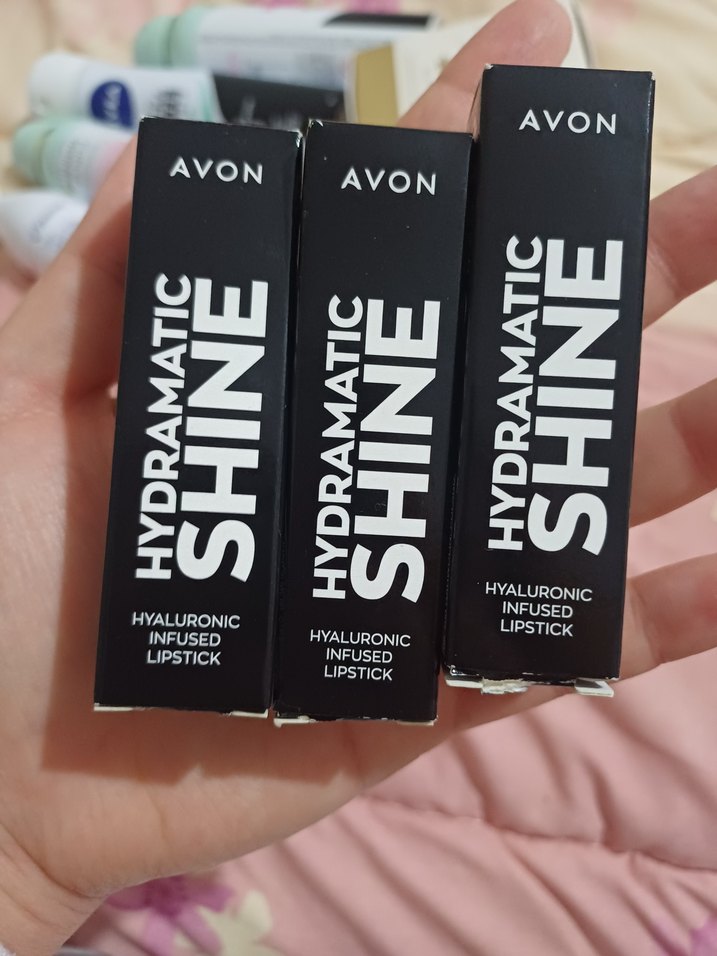 AVON
HYDRAMATIC
SHINE
HYALURONIC
INFUSED
LIPSTICK
AVON
HYDRAMATIC
SHINE
HYALURONIC
INFUSED
LIPSTICK
AVON
HYDRAMATIC
SHINE
HYALURONIC
INFUSED
LIPSTICK